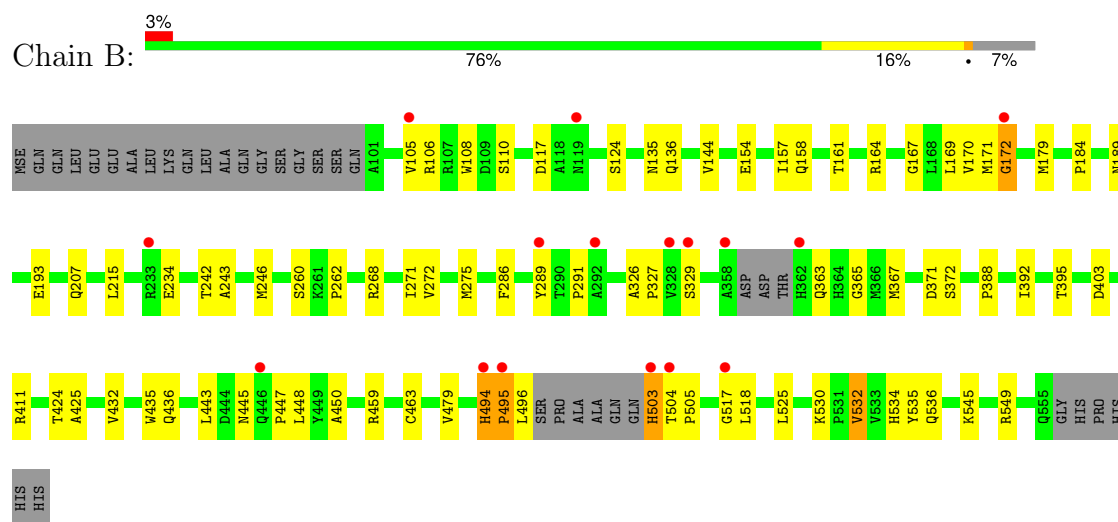 3%
Chain B:
76% 16% • 7%
MSE GLN GLN LEU GLU GLU ALA LEU LYS GLN LEU ALA GLN GLY SER GLY SER SER GLN A101 V105 R106 R107 W108 D109 S110 D117 A118 N119 S124 N135 Q136 V144 E154 I157 Q158 T161 R164 G167 L168 L169 V170 M171 G172 M179 P184 N189
E193 Q207 L215 R233 E234 T242 A243 M246 S260 K261 P262 R268 I271 V272 M275 F286 Y289 T290 P291 A292 A326 P327 V328 S329 A358 ASP ASP THR H362 Q363 H364 G365 M366 M367 D371 S372 P388 I392 T395 D403
R411 T424 A425 V432 W435 Q436 L443 D444 N445 Q446 P447 L448 Y449 A450 R459 C463 V479 H494 P495 L496 SER PRO ALA ALA GLN GLN H503 T504 P505 G517 L518 L525 K530 P531 V532 V533 H534 Y535 Q536 K545 R549 Q555 GLY HIS PRO HIS
HIS HIS